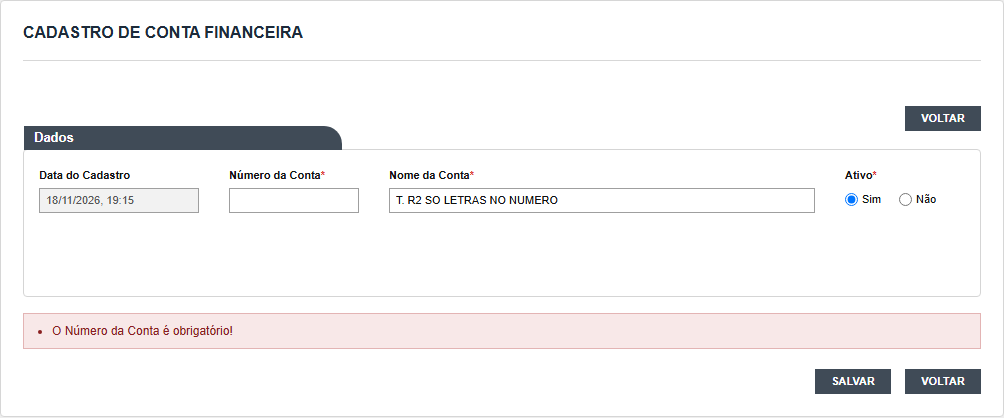 CADASTRO DE CONTA FINANCEIRA
VOLTAR
Dados
Data do Cadastro Número da Conta* Nome da Conta* Ativo*
18/11/2026, 19:15 T. R2 SO LETRAS NO NUMERO Sim Não
• O Número da Conta é obrigatório!
SALVAR VOLTAR